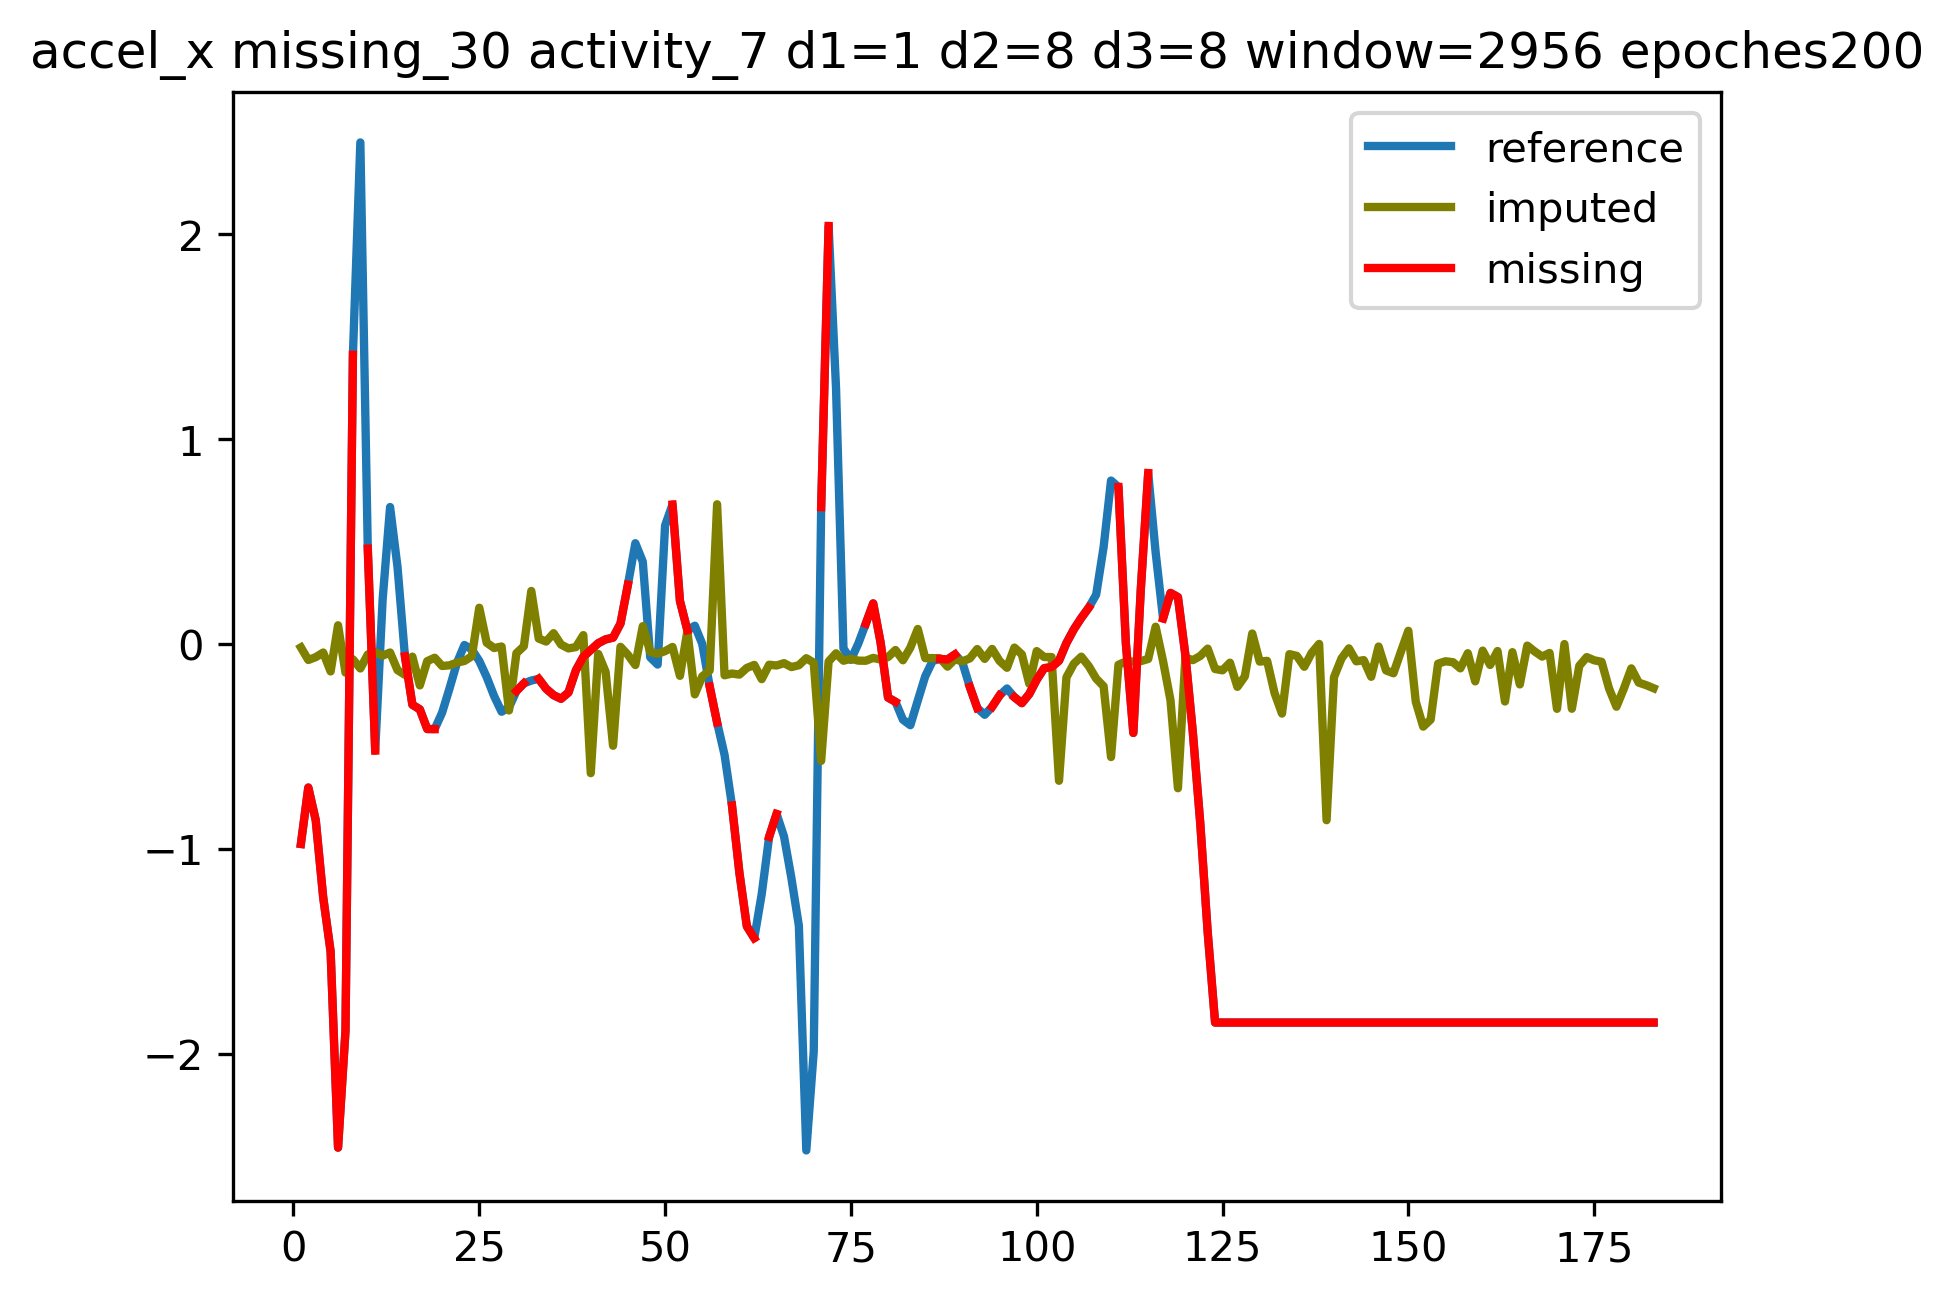 accel_x missing_30 activity_7 d1=1 d2=8 d3=8 window=2956 epoches200
reference
imputed
missing
2
1
0
−1
−2
0 25 50 75 100 125 150 175